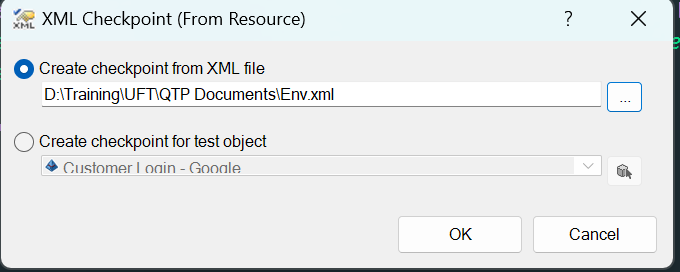 XML Checkpoint (From Resource)
?
XML
Create checkpoint from XML file
D:\Training\UFT\QTP Documents\Env.xml
...
Create checkpoint for test object
Customer Login - Google
OK
Cancel